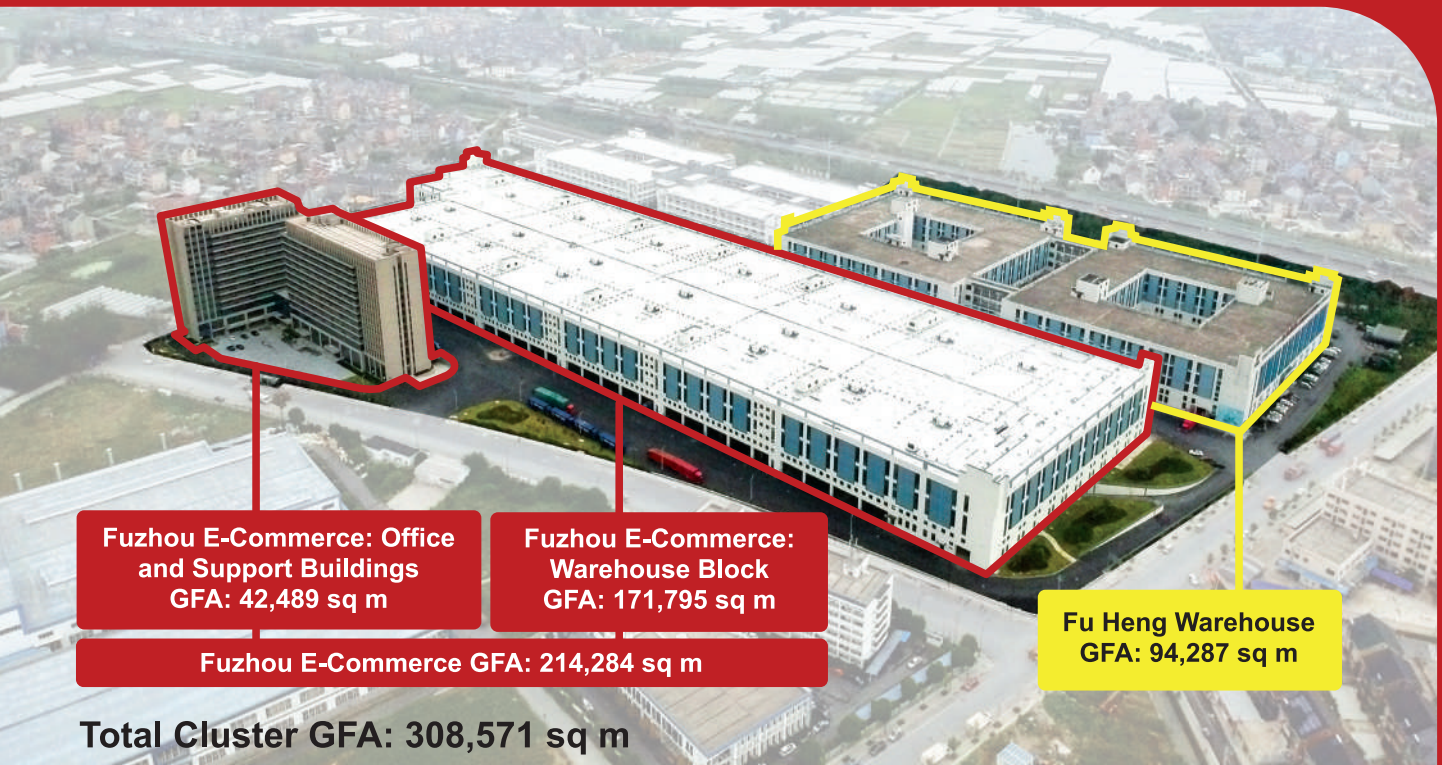 Fuzhou E-Commerce: Office
and Support Buildings
GFA: 42,489 sq m
Fuzhou E-Commerce:
Warehouse Block
GFA: 171,795 sq m
Fuzhou E-Commerce GFA: 214,284 sq m
Fu Heng Warehouse
GFA: 94,287 sq m
Total Cluster GFA: 308,571 sq m